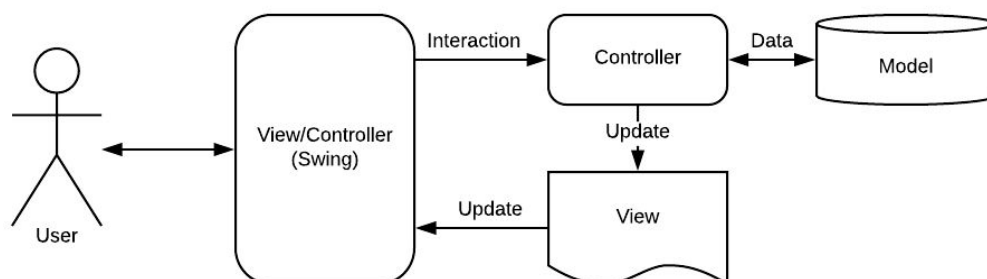 Interaction
Controller
Data
Model
View/Controller
(Swing)
Update
Update
View
User